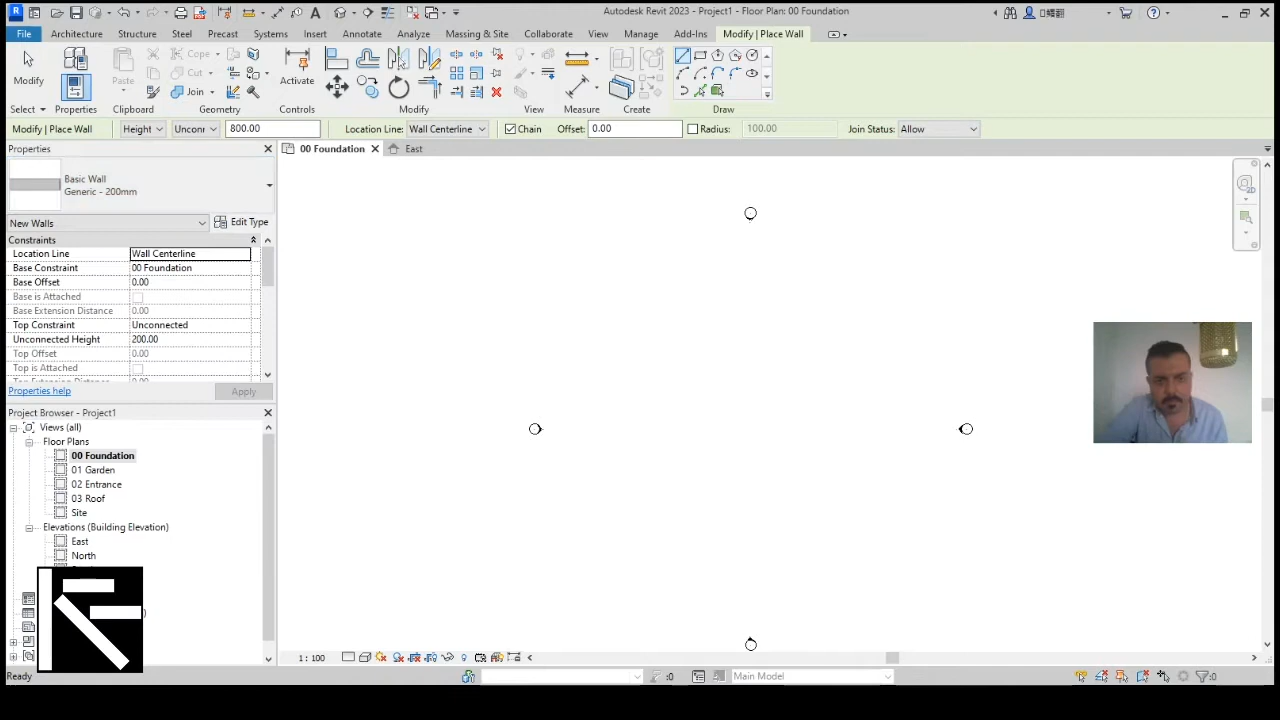 Autodesk Revit 2023 - Project1 - Floor Plan: 00 Foundation
File Architecture Structure Steel Precast Systems Insert Annotate Analyze Massing & Site Collaborate View Manage Add-Ins Modify | Place Wall
Modify Paste Cope Cut Join Activate
Select Properties Clipboard Geometry Controls Modify View Measure Create Draw
Modify | Place Wall Height Unconr 800.00 Location Line: Wall Centerline Chain Offset: 0.00 Radius: 100.00 Join Status: Allow
Properties
00 Foundation East
Basic Wall
Generic - 200mm
New Walls Edit Type
Constraints
Location Line Wall Centerline
Base Constraint 00 Foundation
Base Offset 0.00
Base is Attached
Base Extension Distance 0.00
Top Constraint Unconnected
Unconnected Height 200.00
Top Offset 0.00
Top is Attached
Top Extension Distance 0.00
Properties help Apply
Project Browser - Project1
Views (all)
Floor Plans
00 Foundation
01 Garden
02 Entrance
03 Roof
Site
Elevations (Building Elevation)
East
North
1 : 100
Ready :0 Main Model :0